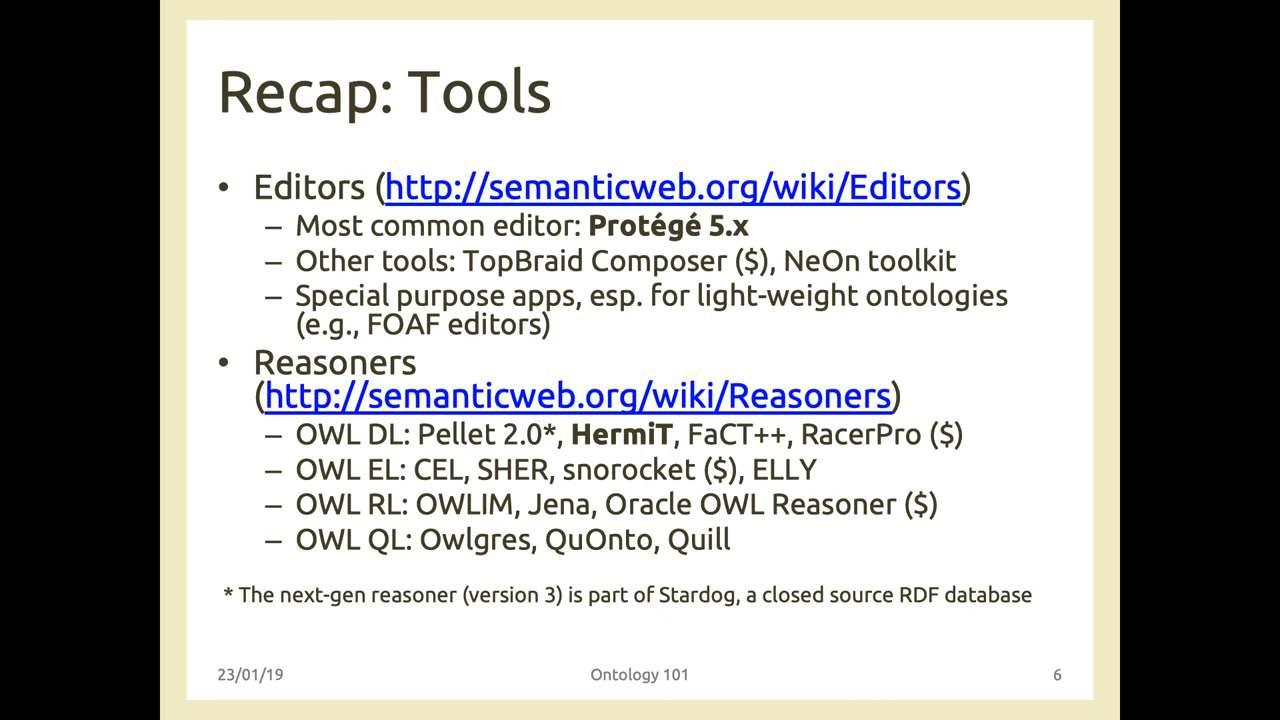 Recap: Tools
• Editors (http://semanticweb.org/wiki/Editors)
– Most common editor: Protégé 5.x
– Other tools: TopBraid Composer ($), NeOn toolkit
– Special purpose apps, esp. for light-weight ontologies
(e.g., FOAF editors)
• Reasoners
(http://semanticweb.org/wiki/Reasoners)
– OWL DL: Pellet 2.0*, HermiT, FaCT++, RacerPro ($)
– OWL EL: CEL, SHER, snorocket ($), ELLY
– OWL RL: OWLIM, Jena, Oracle OWL Reasoner ($)
– OWL QL: Owlgres, QuOnto, Quill
* The next-gen reasoner (version 3) is part of Stardog, a closed source RDF database
23/01/19 Ontology 101 6